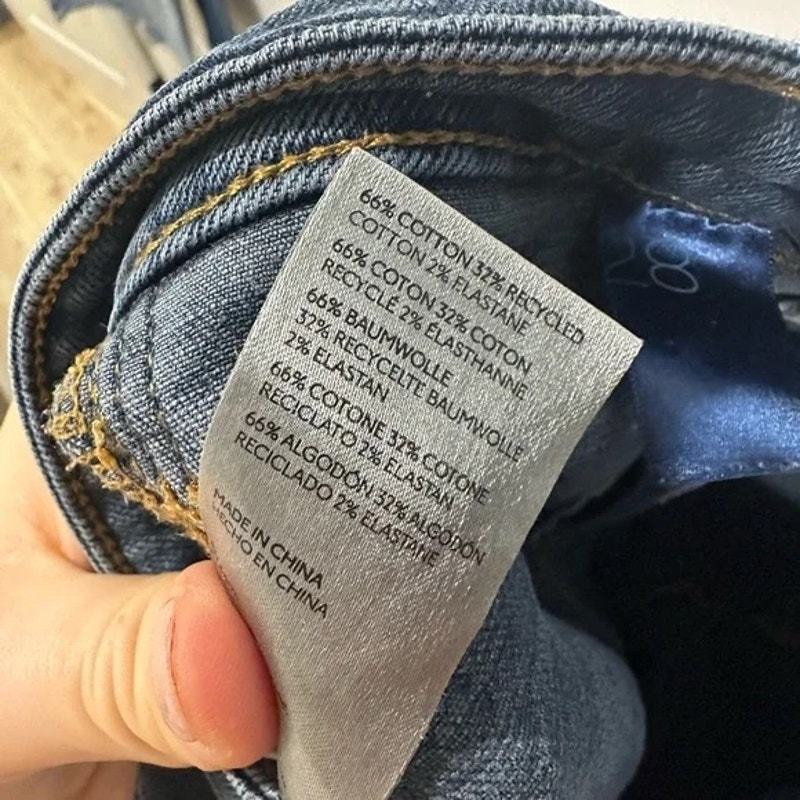 66% COTTON 32% RECYCLED
COTTON 2% ELASTANE
66% COTON 32% COTON
RECYCLÉ 2% ÉLASTHANNE
66% BAUMWOLLE
32% RECYCELTE BAUMWOLLE
2% ELASTAN
66% COTONE 32% COTONE
RECICLATO 2% ELASTAN
66% ALGODÓN 32% ALGODÓN
RECICLADO 2% ELASTANE
MADE IN CHINA
HECHO EN CHINA
28